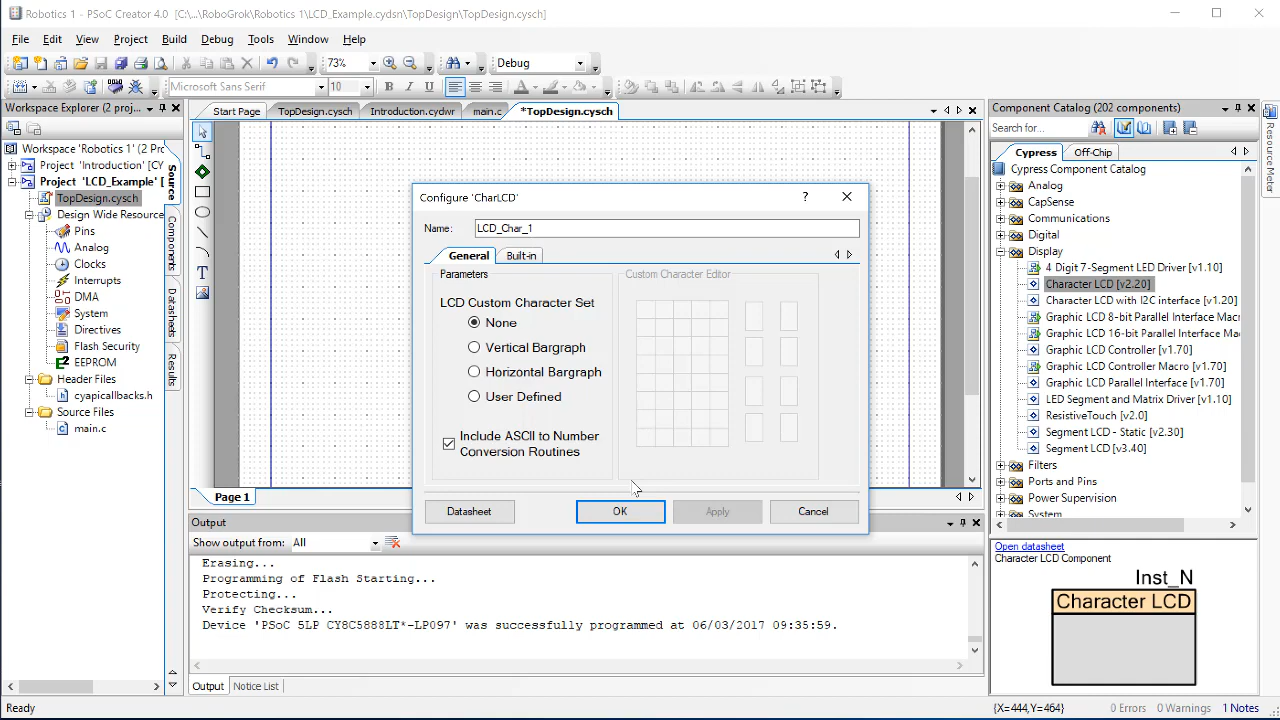 Robotics 1 - PSoC Creator 4.0 [C:\...\RoboGrok\Robotics 1\LCD_Example.cydsn\TopDesign\TopDesign.cysch]
File Edit View Project Build Debug Tools Window Help
73% Debug
Microsoft Sans Serif 10 B I U
Workspace Explorer (2 proj...
Workspace 'Robotics 1' (2 Prc
Project 'Introduction' [CY
Project 'LCD_Example' [
TopDesign.cysch
Design Wide Resource
Pins
Analog
Clocks
Interrupts
DMA
System
Directives
Flash Security
EEPROM
Header Files
cyapicallbacks.h
Source Files
main.c
Source
Components
Datasheets
Results
Start Page TopDesign.cysch Introduction.cydwr main.c *TopDesign.cysch
Configure 'CharLCD'
Name: LCD_Char_1
General Built-in
Parameters
LCD Custom Character Set
None
Vertical Bargraph
Horizontal Bargraph
User Defined
Include ASCII to Number
Conversion Routines
Custom Character Editor
Datasheet OK Apply Cancel
Page 1
Output
Show output from: All
Erasing...
Programming of Flash Starting...
Protecting...
Verify Checksum...
Device 'PSoC 5LP CY8C5888LT*-LP097' was successfully programmed at 06/03/2017 09:35:59.
Output Notice List
Component Catalog (202 components)
Search for...
Cypress Off-Chip
Cypress Component Catalog
Analog
CapSense
Communications
Digital
Display
4 Digit 7-Segment LED Driver [v1.10]
Character LCD [v2.20]
Character LCD with I2C interface [v1.20]
Graphic LCD 8-bit Parallel Interface Mac
Graphic LCD 16-bit Parallel Interface Mac
Graphic LCD Controller [v1.70]
Graphic LCD Controller Macro [v1.70]
Graphic LCD Parallel Interface [v2.10]
LED Segment and Matrix Driver [v1.10]
ResistiveTouch [v2.0]
Segment LCD - Static [v2.30]
Segment LCD [v3.40]
Filters
Ports and Pins
Power Supervision
System
Open datasheet
Character LCD Component
Inst_N
Character LCD
Resource Meter
Ready {X=444,Y=464} 0 Errors 0 Warnings 1 Notes